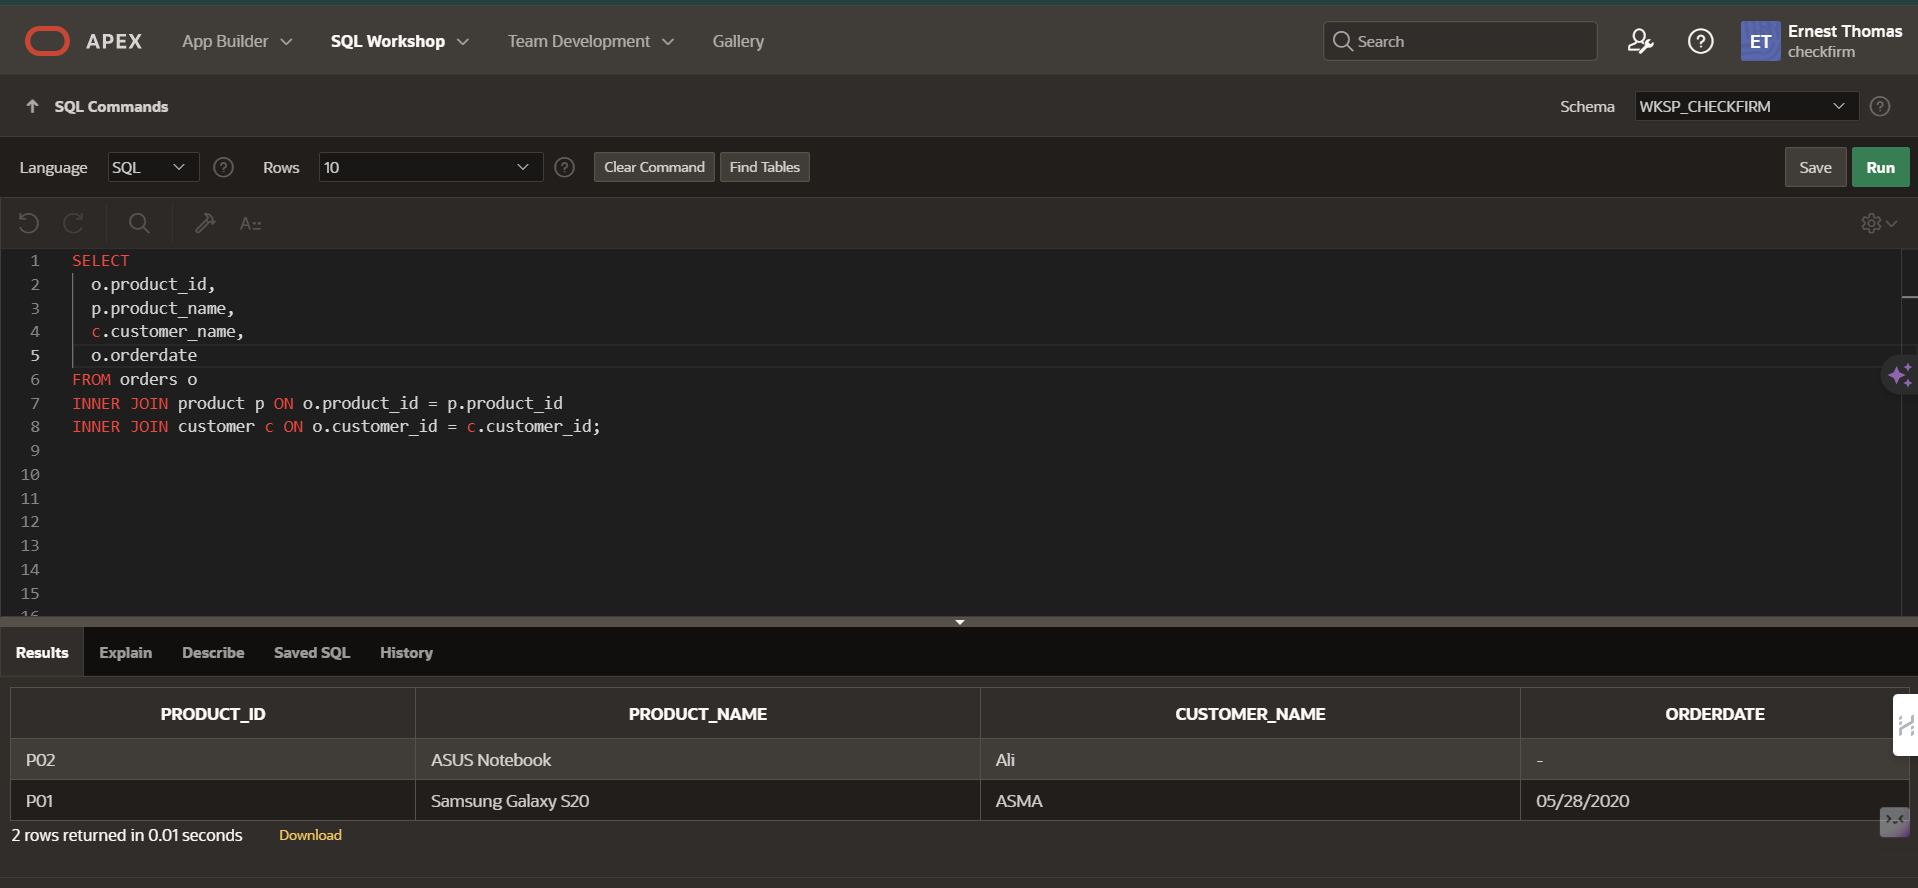 APEX App Builder SQL Workshop Team Development Gallery Search ET Ernest Thomas
checkfirm
SQL Commands Schema WKSP_CHECKFIRM
Language SQL Rows 10 Clear Command Find Tables Save Run
A
1 SELECT
2 o.product_id,
3 p.product_name,
4 c.customer_name,
5 o.orderdate
6 FROM orders o
7 INNER JOIN product p ON o.product_id = p.product_id
8 INNER JOIN customer c ON o.customer_id = c.customer_id;
9
10
11
12
13
14
15
16
Results Explain Describe Saved SQL History
PRODUCT_ID PRODUCT_NAME CUSTOMER_NAME ORDERDATE
P02 ASUS Notebook Ali -
P01 Samsung Galaxy S20 ASMA 05/28/2020
2 rows returned in 0.01 seconds Download